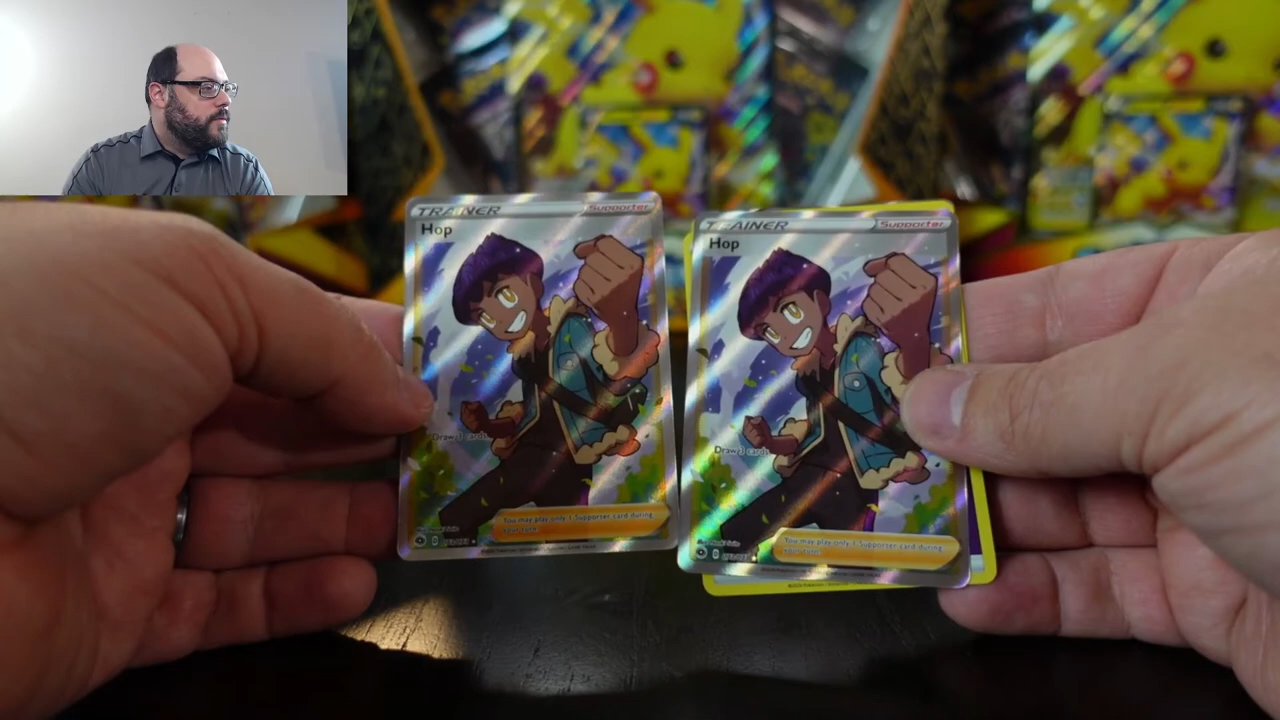 TRAINER
Supporter
Hop
Draw 3 cards.
You may play only 1 Supporter card during
your turn.
TRAINER
Supporter
Hop
Draw 3 cards.
You may play only 1 Supporter card during
your turn.